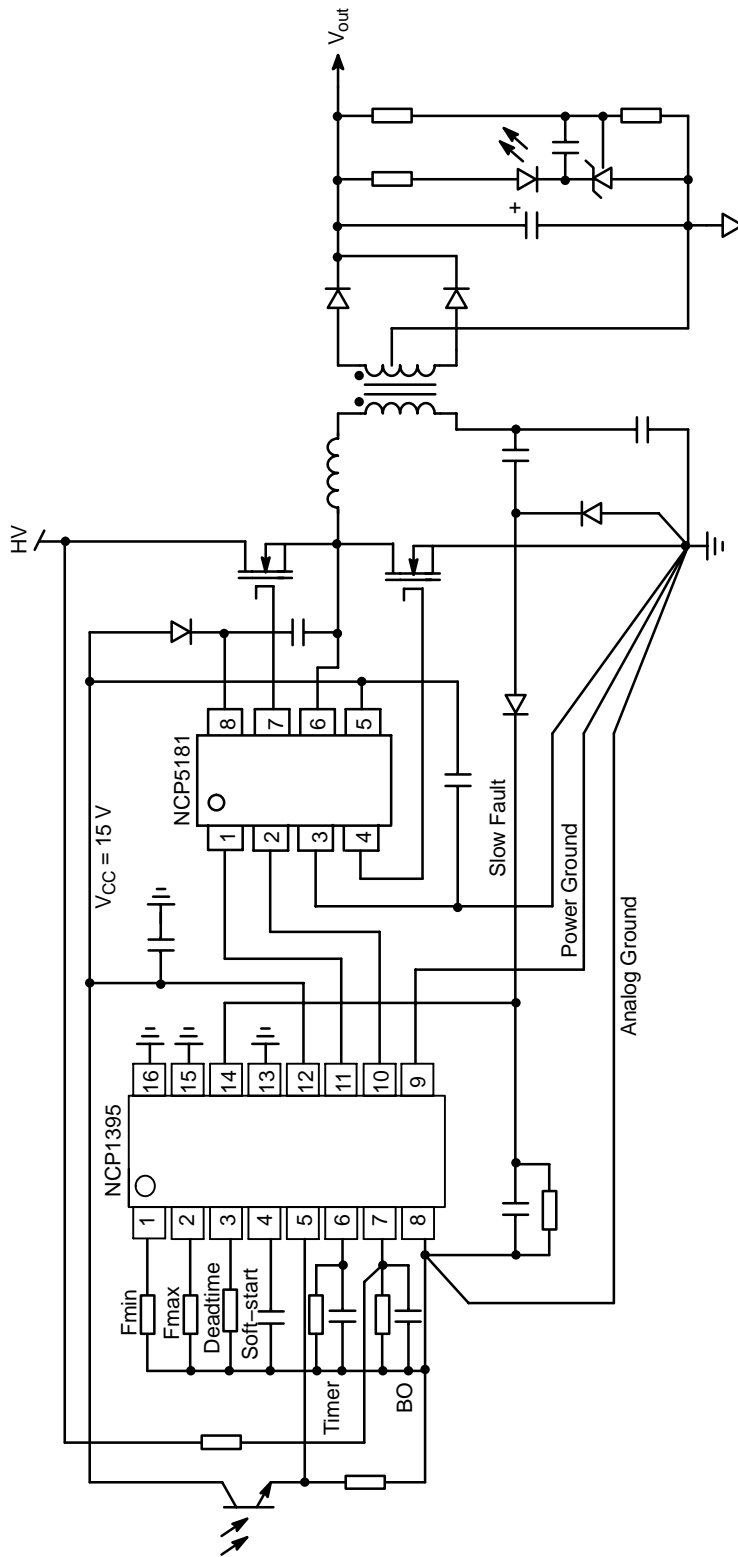 HV
VCC = 15 V
NCP1395
1
2
3
4
5
6
7
8
16
15
14
13
12
11
10
9
Fmin
Fmax
Deadtime
Soft−start
Timer
BO
NCP5181
1
2
3
4
8
7
6
5
Slow Fault
Power Ground
Analog Ground
+
Vout